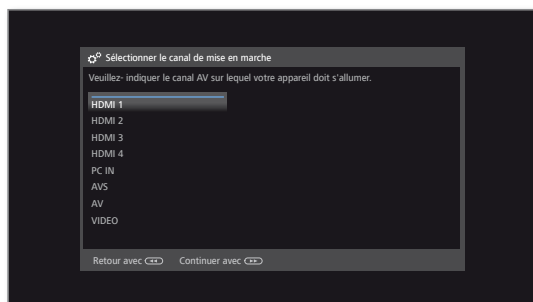 Sélectionner le canal de mise en marche
Veuillez- indiquer le canal AV sur lequel votre appareil doit s'allumer.
HDMI 1
HDMI 2
HDMI 3
HDMI 4
PC IN
AVS
AV
VIDEO
Retour avec Continuer avec